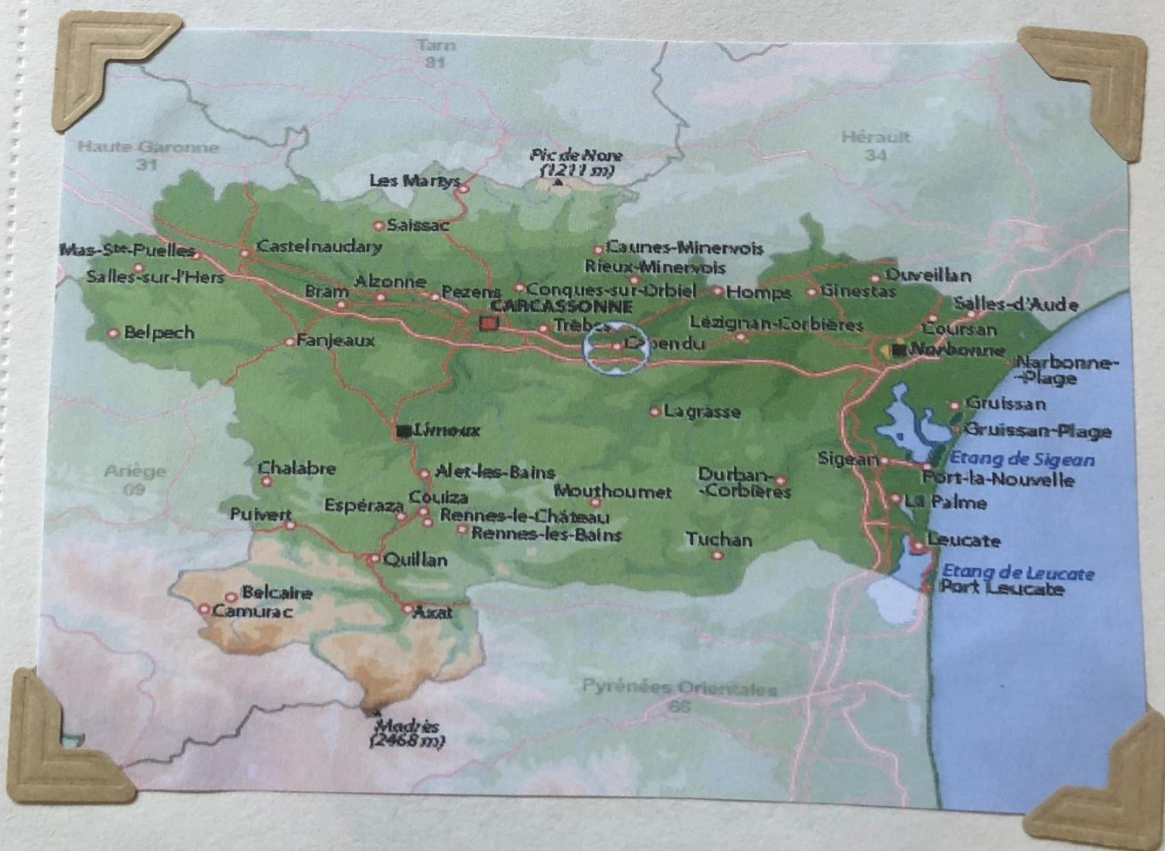 Tarn
81
Haute Garonne
31
Hérault
34
Pic de Nore
(1211 m)
Les Martys
Saissac
Mas-Ste-Puelles
Castelnaudary
Caunes-Minervois
Salles-sur-l'Hers
Rieux-Minervois
Alzonne
Bram
Pezens
Conques-sur-Orbiel
Homps
Ginestas
Ouveillan
CARCASSONNE
Salles-d'Aude
Belpech
Fanjeaux
Trèbes
Capendu
Lézignan-Corbières
Coursan
Narbonne
Narbonne-
-Plage
Lagrasse
Gruissan
Limoux
Gruissan-Plage
Ariège
09
Chalabre
Alet-les-Bains
Sigean
Etang de Sigean
Durban-
-Corbières
Port-la-Nouvelle
Mouthoumet
Couiza
Espéraza
La Palme
Puivert
Rennes-le-Château
Rennes-les-Bains
Tuchan
Leucate
Quillan
Etang de Leucate
Port Leucate
Belcaire
Camurac
Axat
Pyrénées Orientales
66
Madrès
(2468 m)